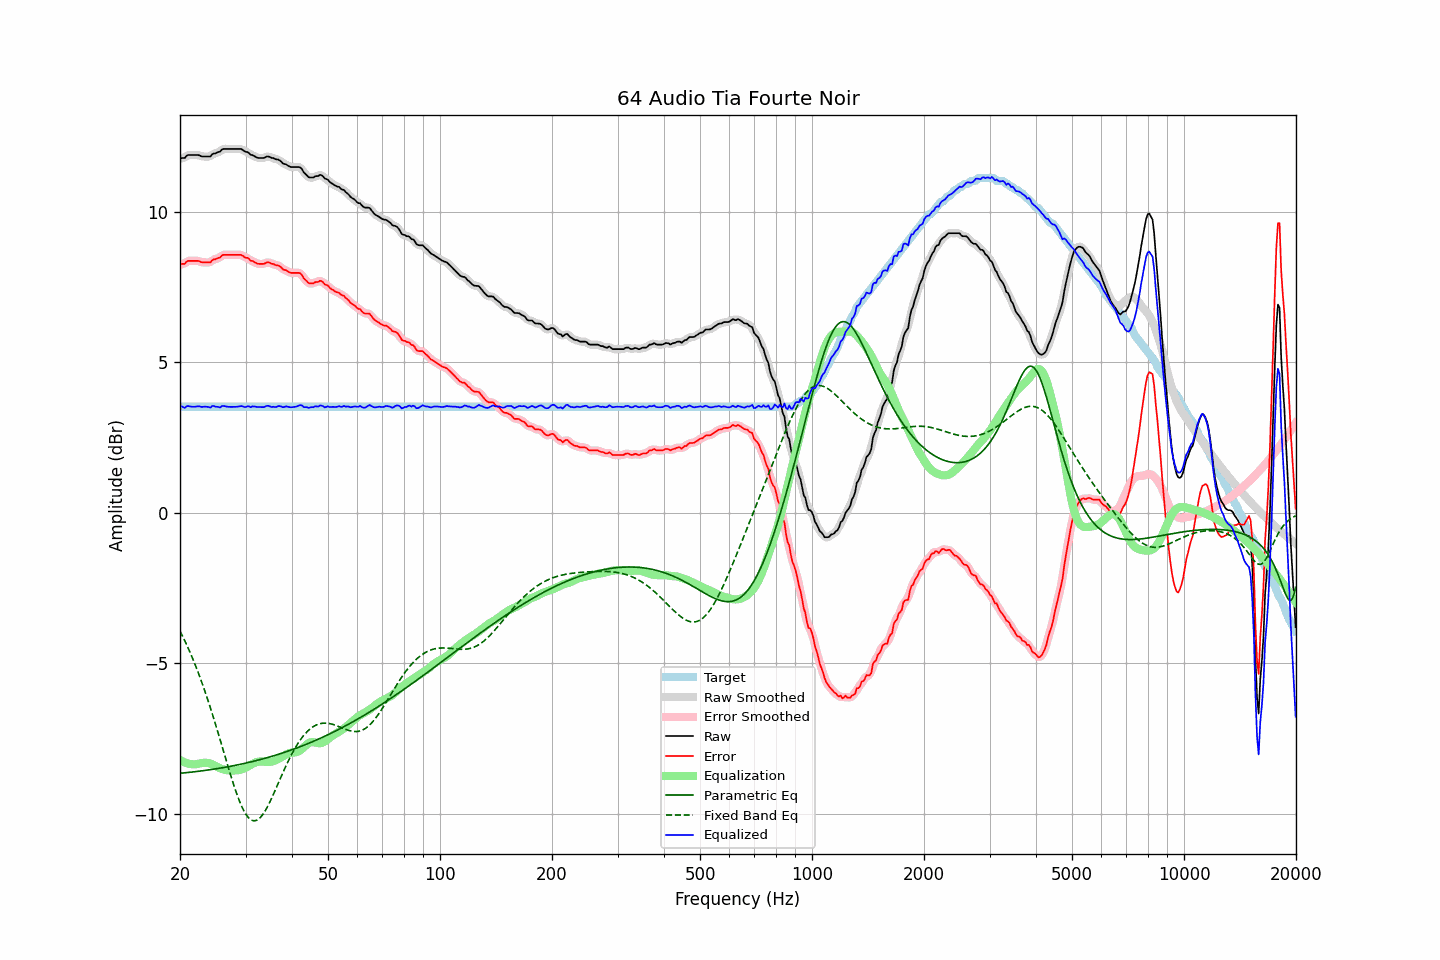 64 Audio Tia Fourte Noir
Amplitude (dBr)
10
5
0
−5
−10
Target
Raw Smoothed
Error Smoothed
Raw
Error
Equalization
Parametric Eq
Fixed Band Eq
Equalized
20 50 100 200 500 1000 2000 5000 10000 20000
Frequency (Hz)